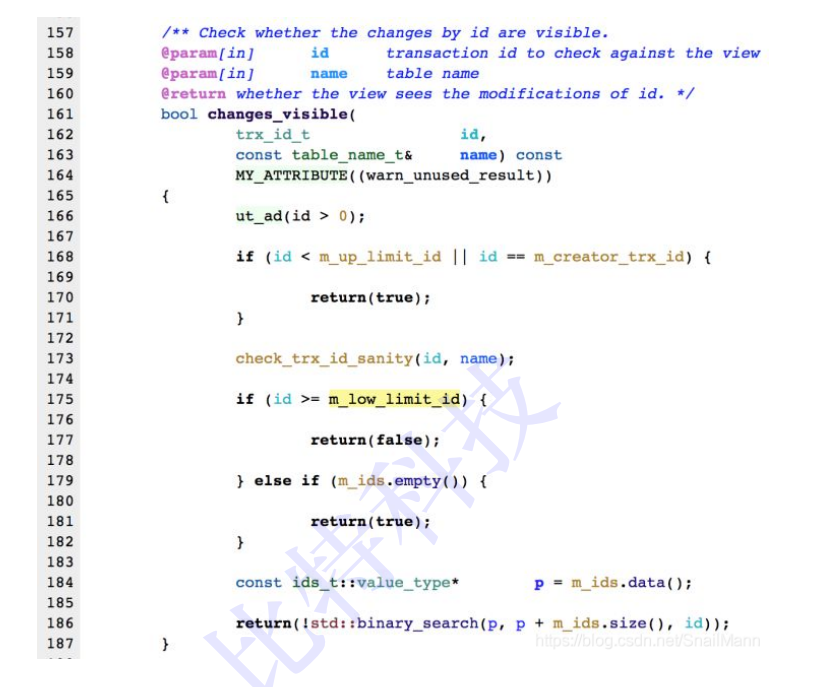 157 /** Check whether the changes by id are visible.
158 @param[in] id transaction id to check against the view
159 @param[in] name table name
160 @return whether the view sees the modifications of id. */
161 bool changes_visible(
162 trx_id_t id,
163 const table_name_t& name) const
164 MY_ATTRIBUTE((warn_unused_result))
165 {
166 ut_ad(id > 0);
167
168 if (id < m_up_limit_id || id == m_creator_trx_id) {
169
170 return(true);
171 }
172
173 check_trx_id_sanity(id, name);
174
175 if (id >= m_low_limit_id) {
176
177 return(false);
178
179 } else if (m_ids.empty()) {
180
181 return(true);
182 }
183
184 const ids_t::value_type* p = m_ids.data();
185
186 return(!std::binary_search(p, p + m_ids.size(), id));
187 }
https://blog.csdn.net/SnailMann
比特科技